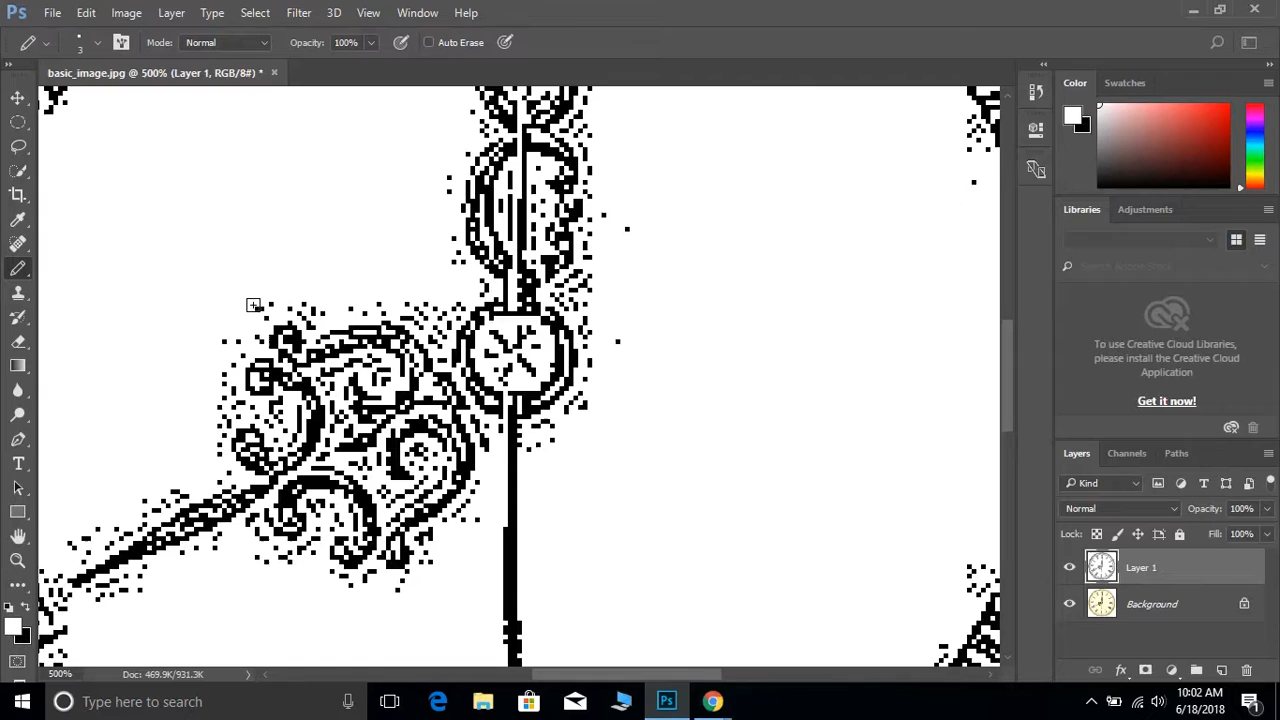 Ps File Edit Image Layer Type Select Filter 3D View Window Help
3 Mode: Normal Opacity: 100% Auto Erase
basic_image.jpg @ 500% (Layer 1, RGB/8#) *
Color Swatches
Libraries Adjustments
To use Creative Cloud Libraries,
please install the Creative Cloud
Application
Get it now!
Layers Channels Paths
Kind
Normal Opacity: 100%
Lock: Fill: 100%
Layer 1
Background
500% Doc: 469.9K/931.3K
Type here to search
10:02 AM
6/18/2018